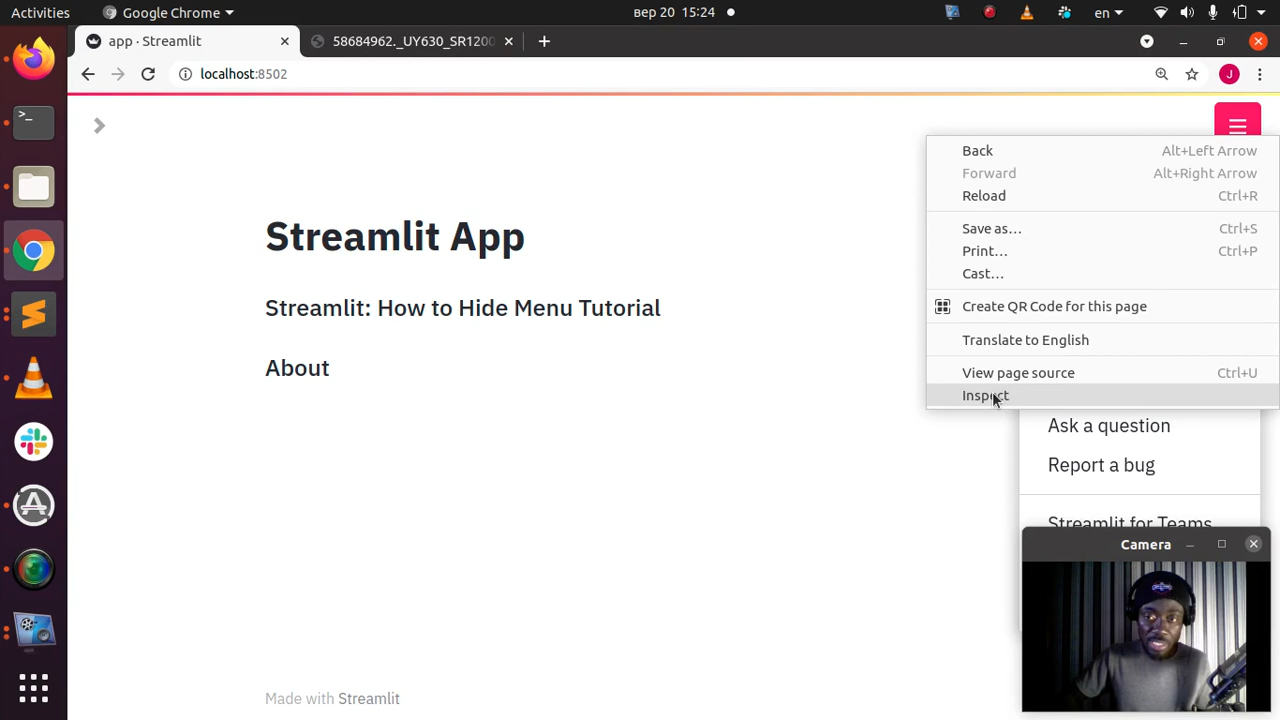 Activities
Google Chrome
вер 20 15:24
en
app · Streamlit
58684962._UY630_SR1200
localhost:8502
J
Back Alt+Left Arrow
Forward Alt+Right Arrow
Reload Ctrl+R
Save as… Ctrl+S
Print… Ctrl+P
Cast…
Create QR Code for this page
Translate to English
View page source Ctrl+U
Inspect
Streamlit App
Streamlit: How to Hide Menu Tutorial
About
Ask a question
Report a bug
Streamlit for Teams
Camera
Made with Streamlit